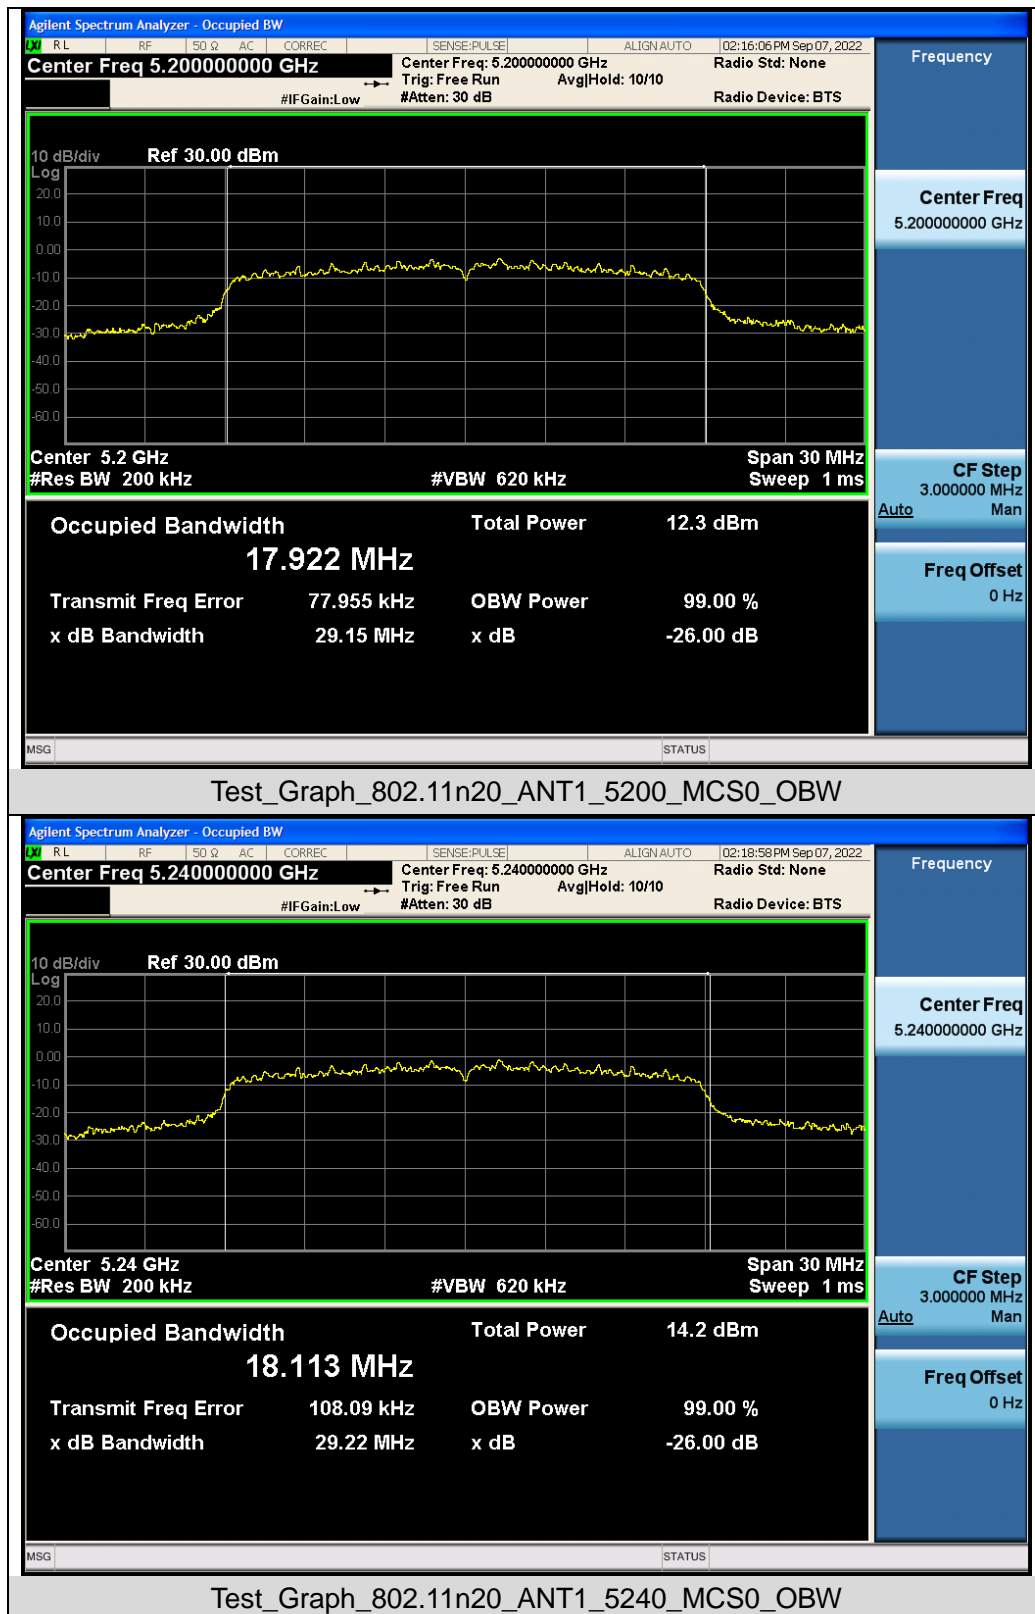 Agilent Spectrum Analyzer - Occupied BW
LXI RL RF 50 Ω AC CORREC SENSE:PULSE ALIGN AUTO 02:16:06 PM Sep 07, 2022
Center Freq 5.200000000 GHz Center Freq: 5.200000000 GHz Radio Std: None
Trig: Free Run Avg|Hold: 10/10
#IFGain:Low #Atten: 30 dB Radio Device: BTS
Frequency
10 dB/div Ref 30.00 dBm
Log
20.0
10.0
0.00
-10.0
-20.0
-30.0
-40.0
-50.0
-60.0
Center 5.2 GHz Span 30 MHz
#Res BW 200 kHz #VBW 620 kHz Sweep 1 ms
Center Freq
5.200000000 GHz
CF Step
3.000000 MHz
Auto Man
Freq Offset
0 Hz
Occupied Bandwidth Total Power 12.3 dBm
17.922 MHz
Transmit Freq Error 77.955 kHz OBW Power 99.00 %
x dB Bandwidth 29.15 MHz x dB -26.00 dB
MSG STATUS
Test_Graph_802.11n20_ANT1_5200_MCS0_OBW
Agilent Spectrum Analyzer - Occupied BW
LXI RL RF 50 Ω AC CORREC SENSE:PULSE ALIGN AUTO 02:18:58 PM Sep 07, 2022
Center Freq 5.240000000 GHz Center Freq: 5.240000000 GHz Radio Std: None
Trig: Free Run Avg|Hold: 10/10
#IFGain:Low #Atten: 30 dB Radio Device: BTS
Frequency
10 dB/div Ref 30.00 dBm
Log
20.0
10.0
0.00
-10.0
-20.0
-30.0
-40.0
-50.0
-60.0
Center 5.24 GHz Span 30 MHz
#Res BW 200 kHz #VBW 620 kHz Sweep 1 ms
Center Freq
5.240000000 GHz
CF Step
3.000000 MHz
Auto Man
Freq Offset
0 Hz
Occupied Bandwidth Total Power 14.2 dBm
18.113 MHz
Transmit Freq Error 108.09 kHz OBW Power 99.00 %
x dB Bandwidth 29.22 MHz x dB -26.00 dB
MSG STATUS
Test_Graph_802.11n20_ANT1_5240_MCS0_OBW